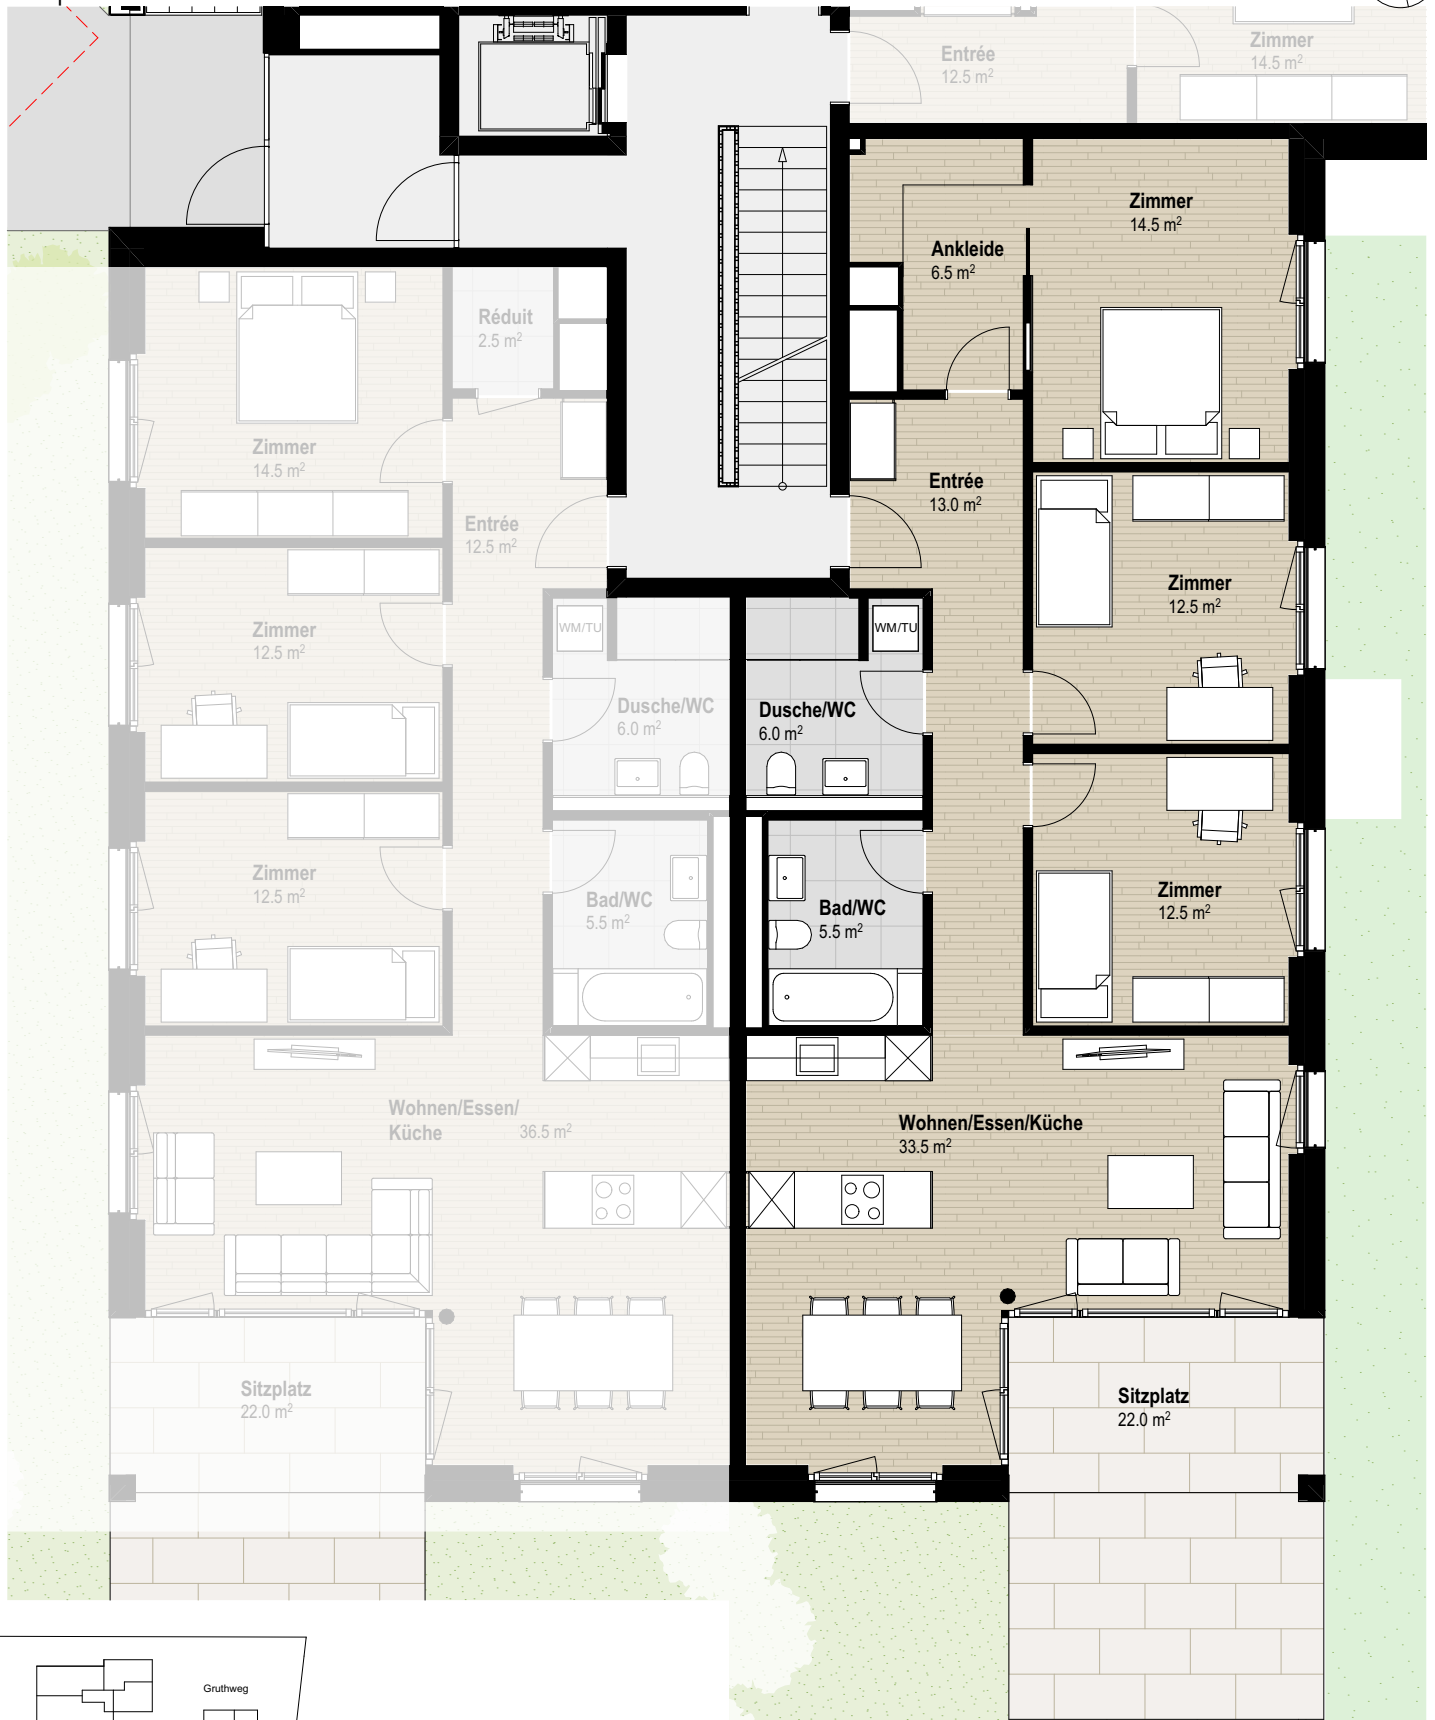 Entrée
12.5 m²
Zimmer
14.5 m²
Zimmer
14.5 m²
Ankleide
6.5 m²
Réduit
2.5 m²
Zimmer
14.5 m²
Entrée
13.0 m²
Entrée
12.5 m²
Zimmer
12.5 m²
Zimmer
12.5 m²
WM/TU
WM/TU
Dusche/WC
6.0 m²
Dusche/WC
6.0 m²
Zimmer
12.5 m²
Zimmer
12.5 m²
Bad/WC
5.5 m²
Bad/WC
5.5 m²
Wohnen/Essen/
Küche 36.5 m²
Wohnen/Essen/Küche
33.5 m²
Sitzplatz
22.0 m²
Sitzplatz
22.0 m²
Gruthweg